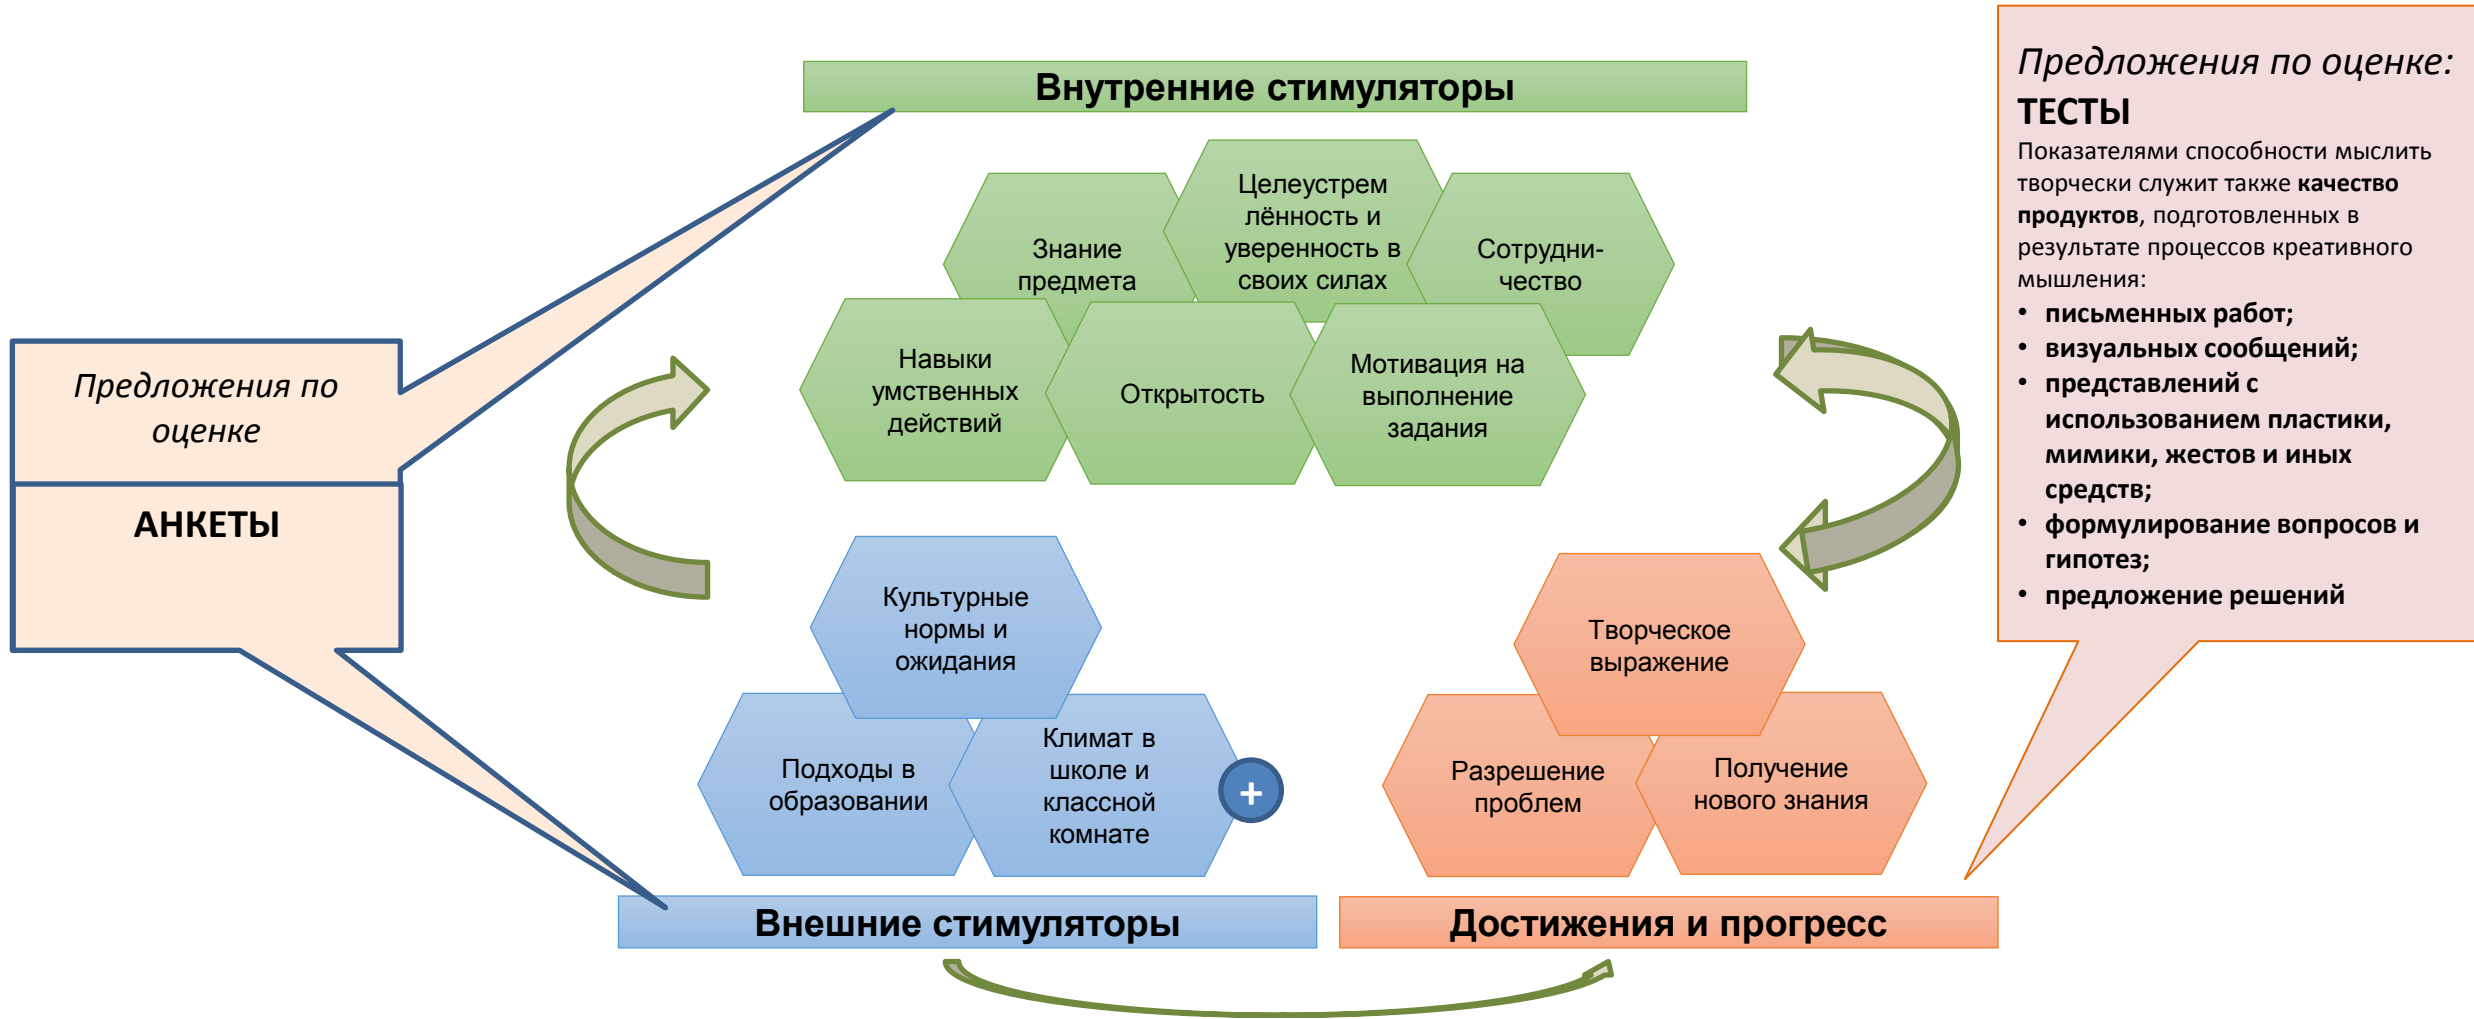 Внутренние стимуляторы
Предложения по оценке:
ТЕСТЫ
Показателями способности мыслить
творчески служит также качество
продуктов, подготовленных в
результате процессов креативного
мышления:
• письменных работ;
• визуальных сообщений;
• представлений с
использованием пластики,
мимики, жестов и иных
средств;
• формулирование вопросов и
гипотез;
• предложение решений
Знание
предмета
Целеустрем
лённость и
уверенность в
своих силах
Сотрудни-
чество
Навыки
умственных
действий
Открытость
Мотивация на
выполнение
задания
Предложения по
оценке
АНКЕТЫ
Культурные
нормы и
ожидания
Подходы в
образовании
Климат в
школе и
классной
комнате
+
Творческое
выражение
Разрешение
проблем
Получение
нового знания
Внешние стимуляторы
Достижения и прогресс